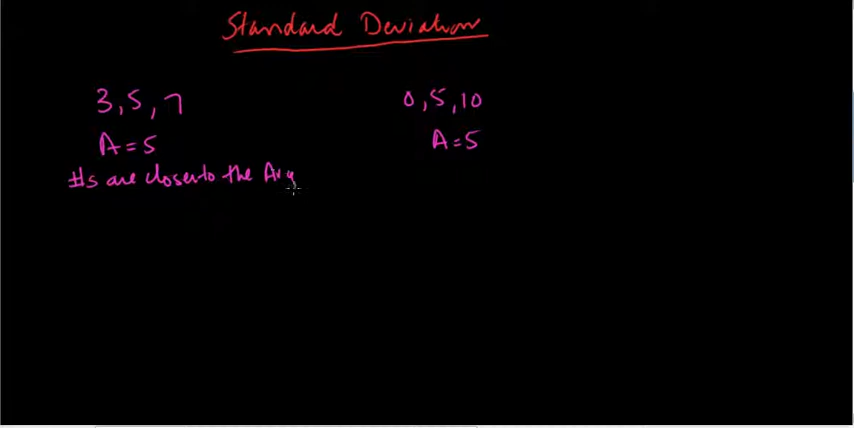 Standard Deviation
3, 5, 7
0, 5, 10
A = 5
A = 5
#s are closer to the Avg